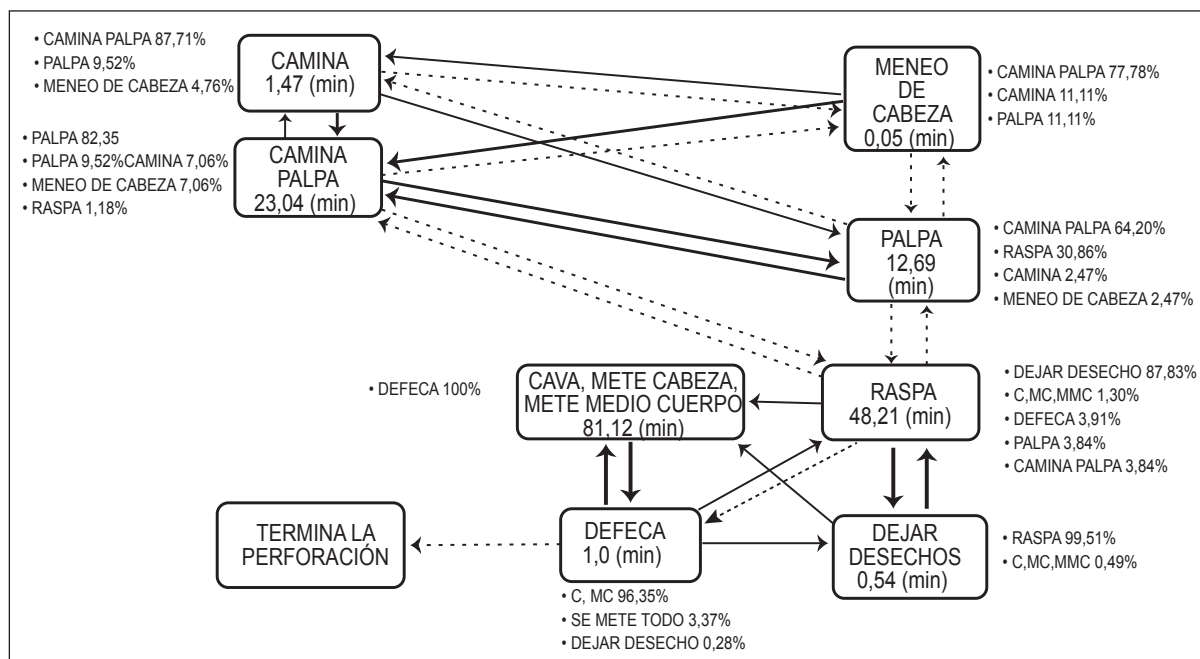 • CAMINA PALPA 87,71%
• PALPA 9,52%
• MENEO DE CABEZA 4,76%
CAMINA
1,47 (min)
MENEO
DE
CABEZA
0,05 (min)
• CAMINA PALPA 77,78%
• CAMINA 11,11%
• PALPA 11,11%
• PALPA 82,35
• PALPA 9,52%CAMINA 7,06%
• MENEO DE CABEZA 7,06%
• RASPA 1,18%
CAMINA
PALPA
23,04 (min)
PALPA
12,69
(min)
• CAMINA PALPA 64,20%
• RASPA 30,86%
• CAMINA 2,47%
• MENEO DE CABEZA 2,47%
• DEFECA 100%
CAVA, METE CABEZA,
METE MEDIO CUERPO
81,12 (min)
RASPA
48,21 (min)
• DEJAR DESECHO 87,83%
• C,MC,MMC 1,30%
• DEFECA 3,91%
• PALPA 3,84%
• CAMINA PALPA 3,84%
TERMINA LA
PERFORACIÓN
DEFECA
1,0 (min)
DEJAR
DESECHOS
0,54 (min)
• RASPA 99,51%
• C,MC,MMC 0,49%
• C, MC 96,35%
• SE METE TODO 3,37%
• DEJAR DESECHO 0,28%